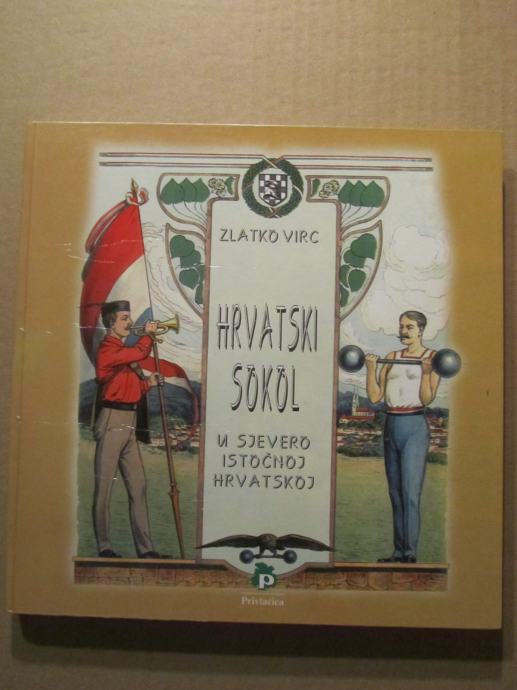 ZLATKO VIRC
HRVATSKI
SOKOL
U SJEVERO
ISTOČNOJ
HRVATSKOJ
p
Privlačica